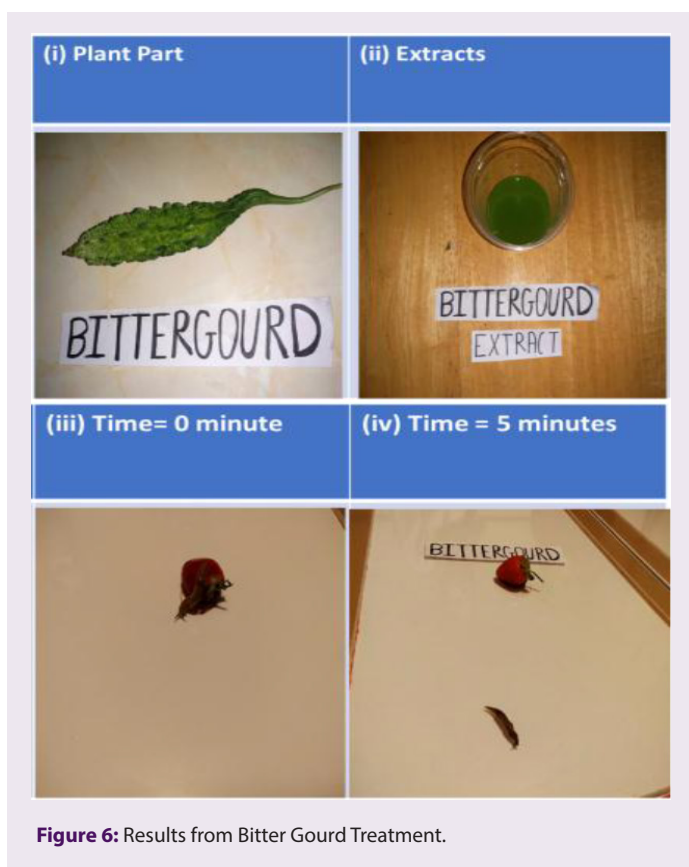 (i) Plant Part
(ii) Extracts
BITTERGOURD
BITTERGOURD
EXTRACT
(iii) Time= 0 minute
(iv) Time = 5 minutes
BITTERGOURD
Figure 6: Results from Bitter Gourd Treatment.